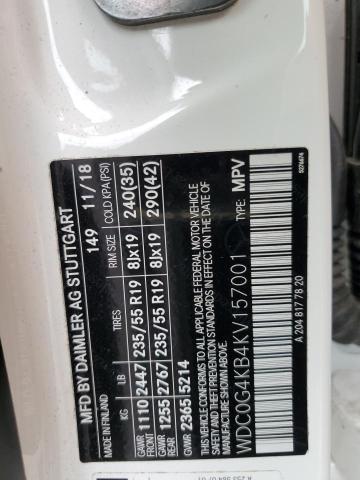 MFD BY DAIMLER AG STUTTGART
MADE IN FINLAND 149 11/18
KG LB TIRES RIM SIZE COLD KPA (PSI)
GAWR FRONT 1110 2447 235/55 R19 8Jx19 240(35)
GAWR REAR 1255 2767 235/55 R19 8Jx19 290(42)
GVWR 2365 5214
THIS VEHICLE CONFORMS TO ALL APPLICABLE FEDERAL MOTOR VEHICLE
SAFETY AND THEFT PREVENTION STANDARDS IN EFFECT ON THE DATE OF
MANUFACTURE SHOWN ABOVE.
WDC0G4KB4KV157001 TYPE: MPV
A 204 817 78 20